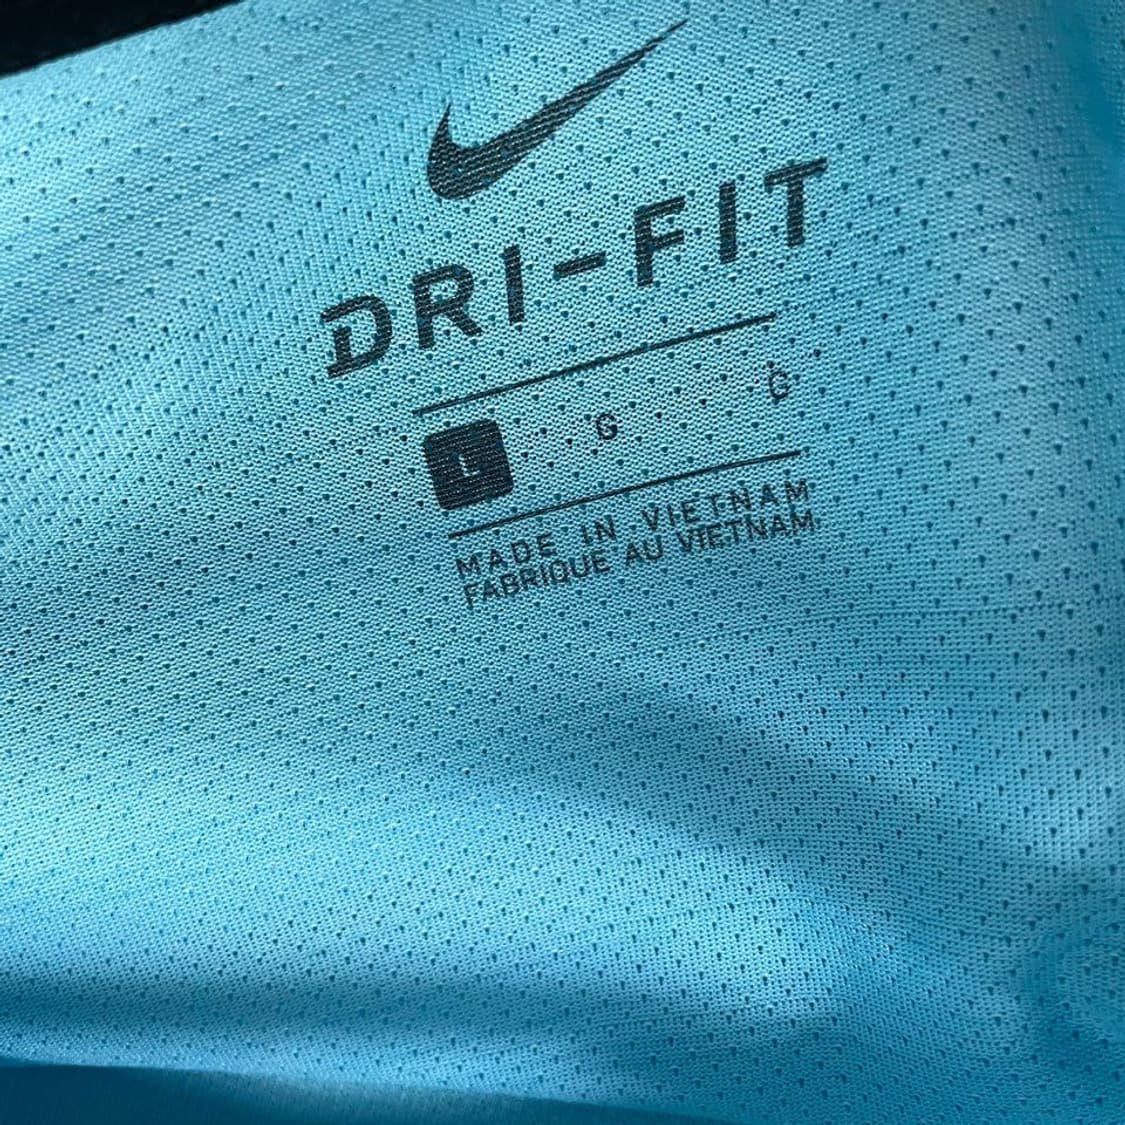 DRI-FIT
L G G
MADE IN VIETNAM
FABRIQUE AU VIETNAM